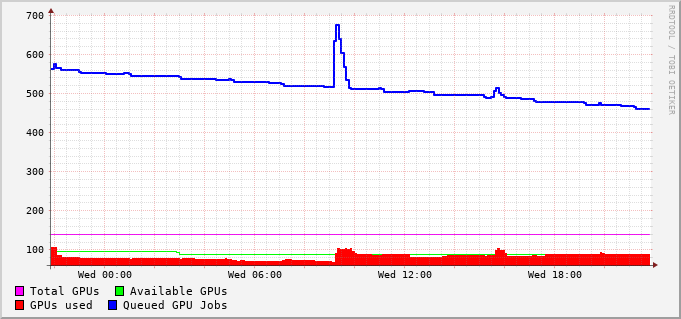 700
600
500
400
300
200
100
Wed 00:00 Wed 06:00 Wed 12:00 Wed 18:00
Total GPUs Available GPUs
GPUs used Queued GPU Jobs
RRDTOOL / TOBI OETIKER